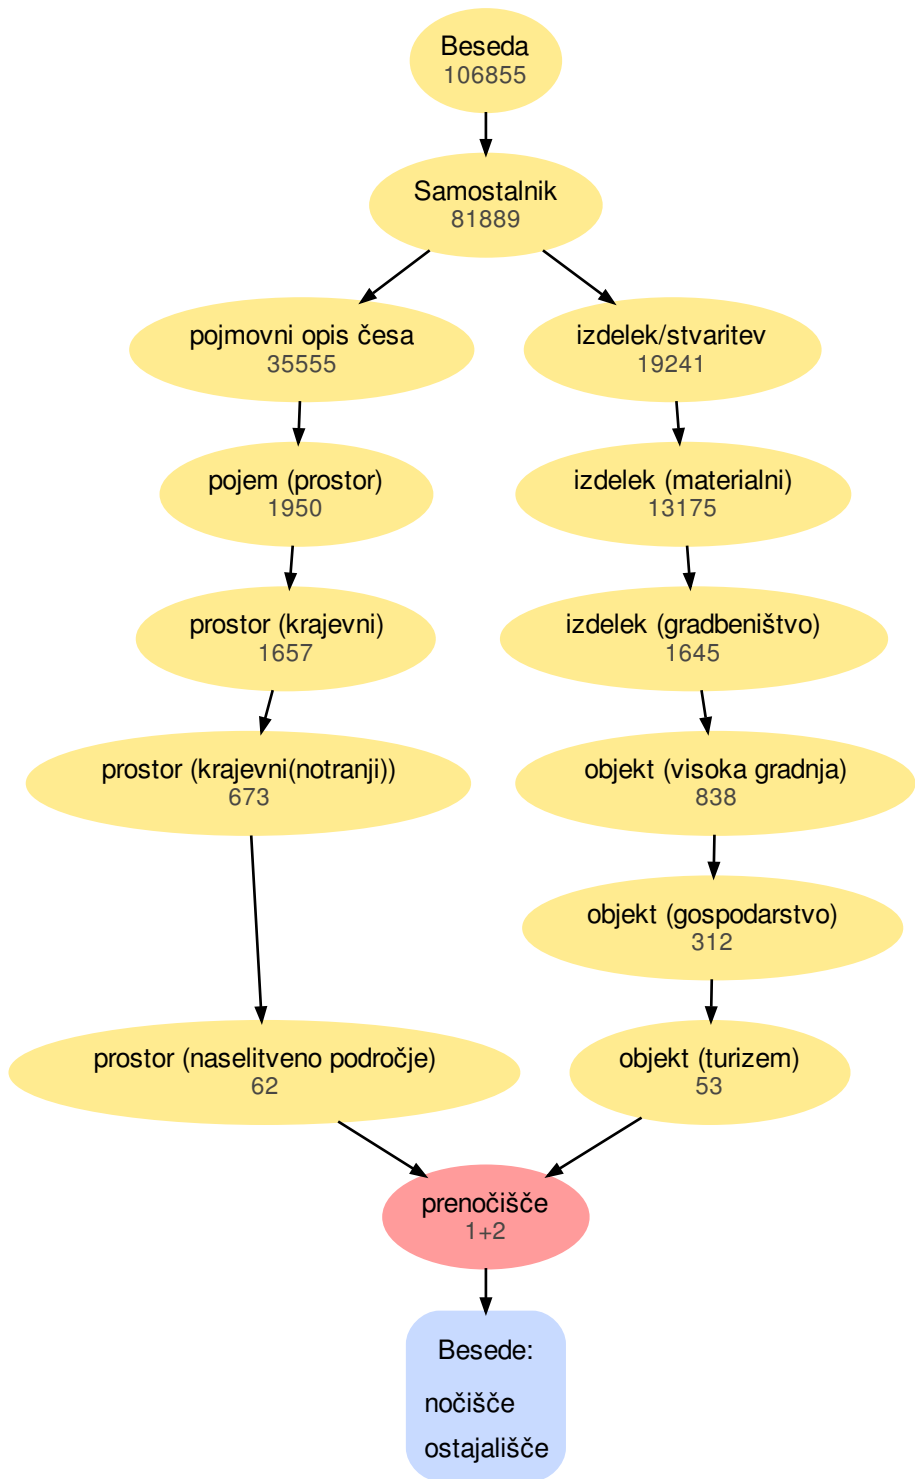 Beseda
106855
Samostalnik
81889
pojmovni opis česa
35555
izdelek/stvaritev
19241
pojem (prostor)
1950
izdelek (materialni)
13175
prostor (krajevni)
1657
izdelek (gradbeništvo)
1645
prostor (krajevni(notranji))
673
objekt (visoka gradnja)
838
objekt (gospodarstvo)
312
prostor (naselitveno področje)
62
objekt (turizem)
53
prenočišče
1+2
Besede:
nočišče
ostajališče